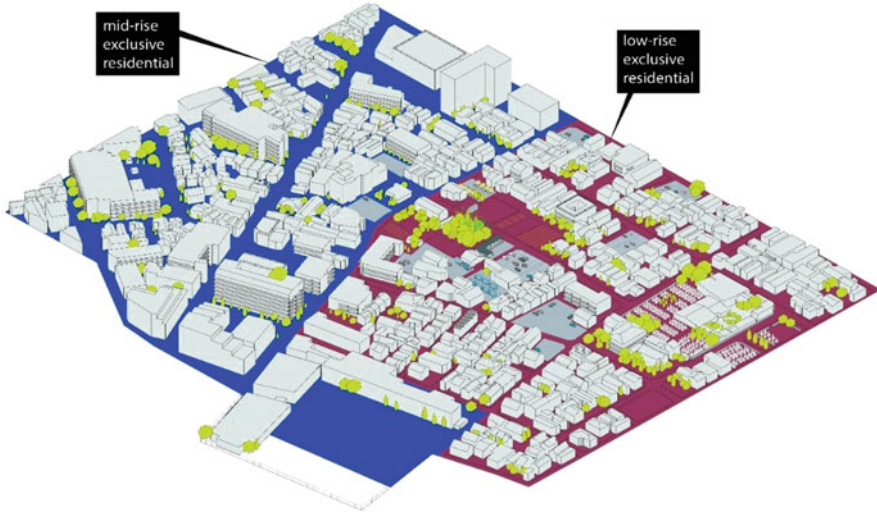 mid-rise
exclusive
residential
low-rise
exclusive
residential